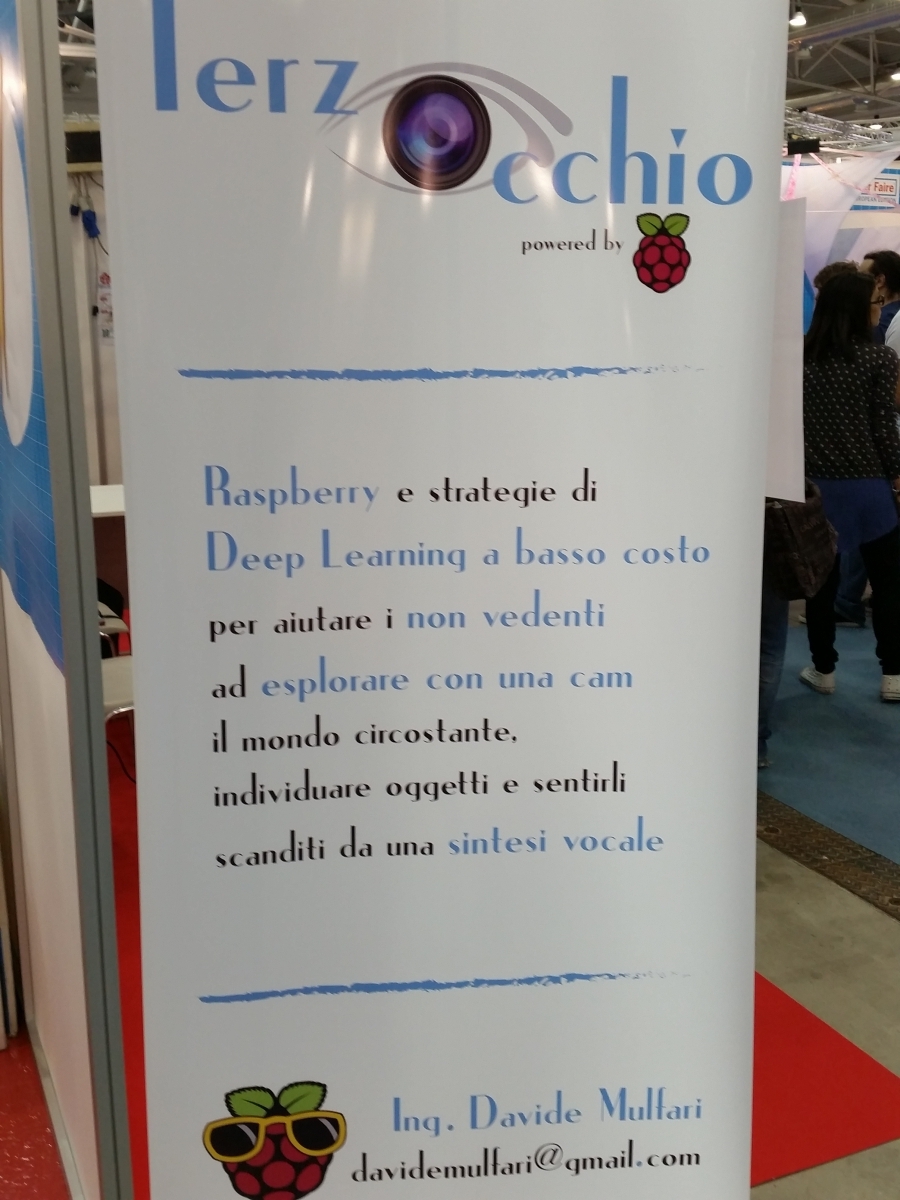 Terz
cchio
powered by
Raspberry e strategie di
Deep Learning a basso costo
per aiutare i non vedenti
ad esplorare con una cam
il mondo circostante,
individuare oggetti e sentirli
scanditi da una sintesi vocale
Ing. Davide Mulfari
davidemulfari@gmail.com
Faire